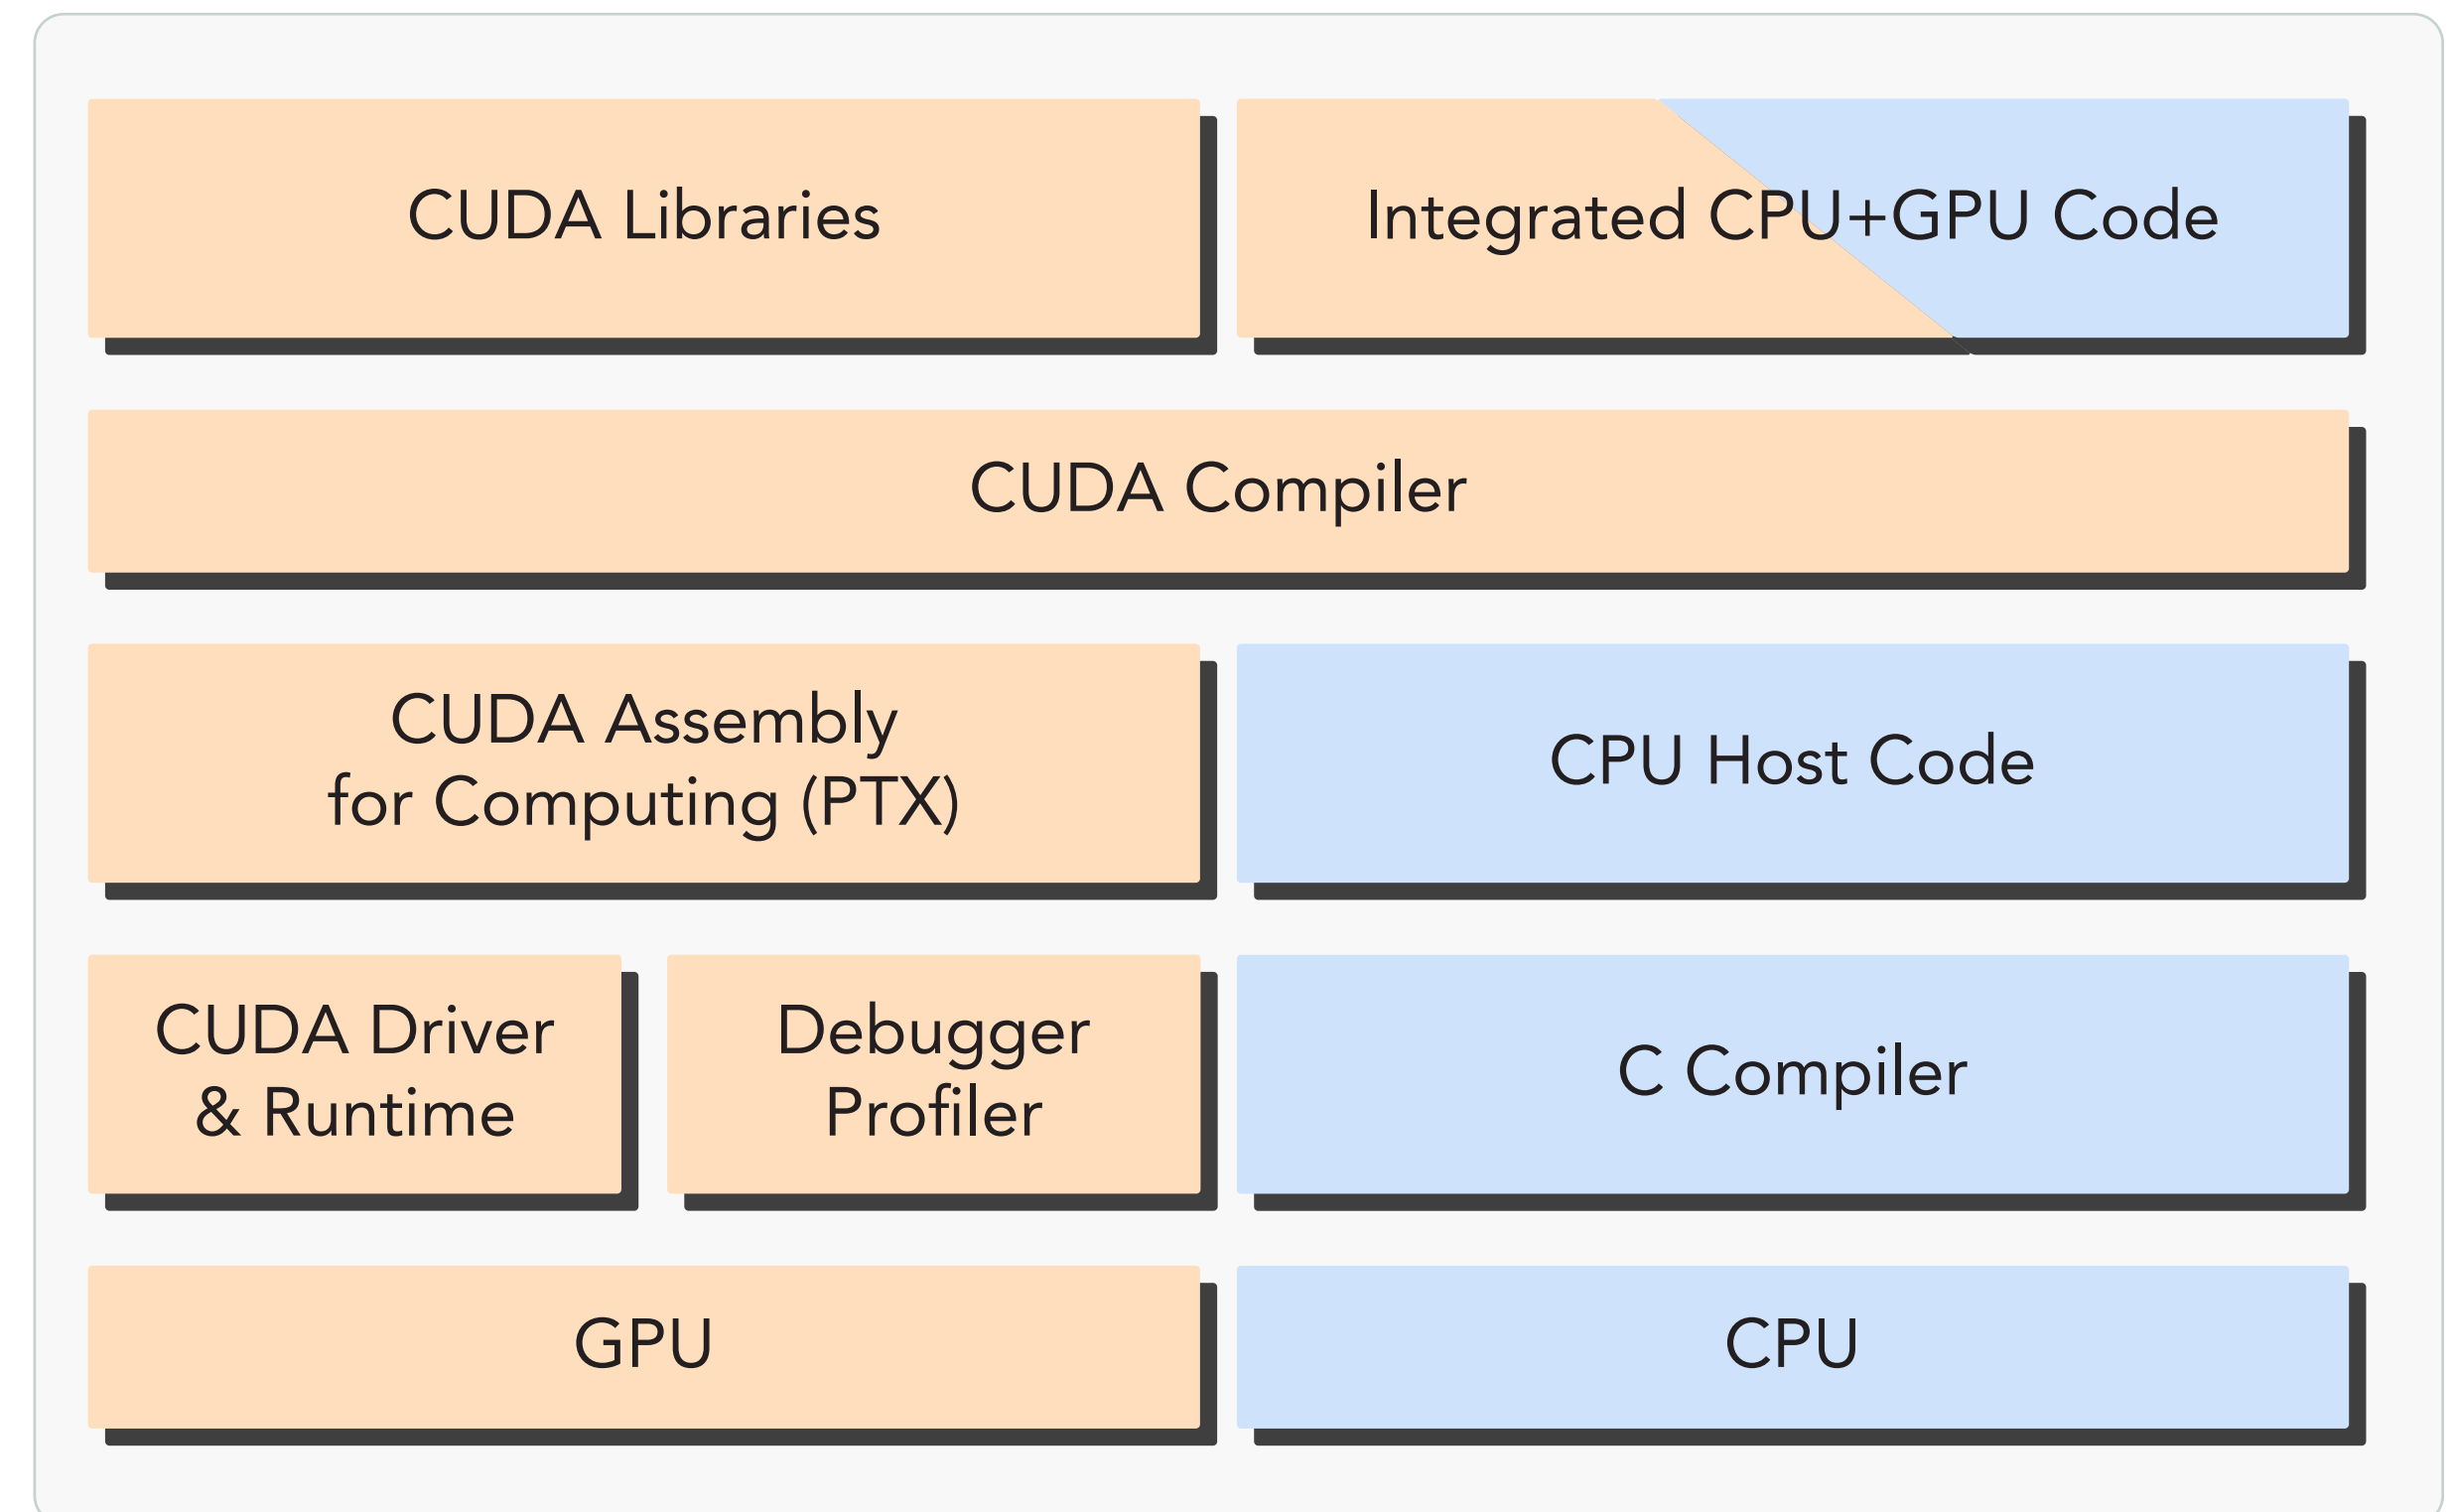 CUDA Libraries
Integrated CPU+GPU Code
CUDA Compiler
CUDA Assembly
for Computing (PTX)
CPU Host Code
CUDA Driver
& Runtime
Debugger
Profiler
C Compiler
GPU
CPU